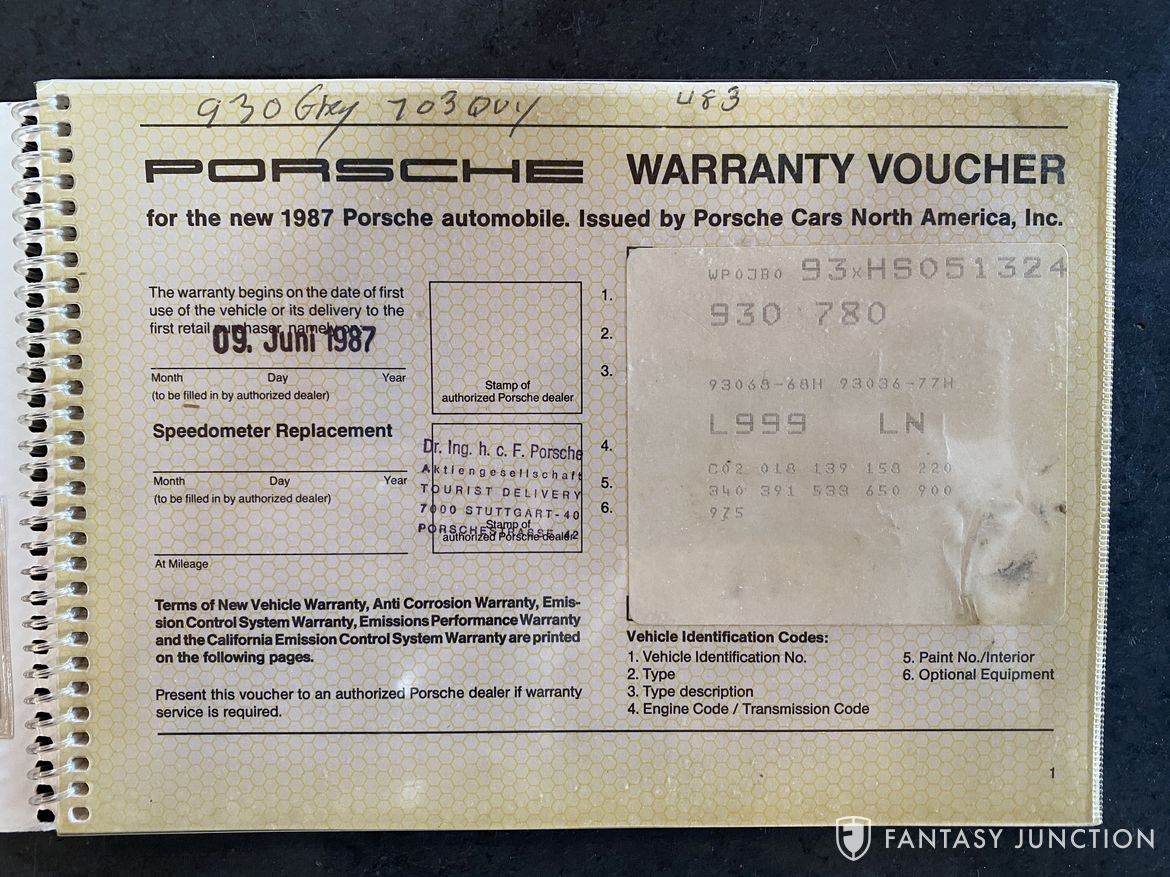 930 Grey 703QVY 483
PORSCHE WARRANTY VOUCHER
for the new 1987 Porsche automobile. Issued by Porsche Cars North America, Inc.
The warranty begins on the date of first
use of the vehicle or its delivery to the
first retail purchaser, namely on
09. Juni 1987
Month Day Year
(to be filled in by authorized dealer)
Stamp of
authorized Porsche dealer
Speedometer Replacement
Month Day Year
(to be filled in by authorized dealer)
At Mileage
Dr. Ing. h. c. F. Porsche
Aktiengesellschaft
TOURIST DELIVERY
7000 STUTTGART-40
PORSCHESTRASSE 42
Stamp of
authorized Porsche dealer
1.
2.
3.
4.
5.
6.
WP0JB0 93xHS051324
930 780
93068-68H 93036-77H
L999 LN
C02 018 139 158 220
340 391 533 650 900
975
Terms of New Vehicle Warranty, Anti Corrosion Warranty, Emis-
sion Control System Warranty, Emissions Performance Warranty
and the California Emission Control System Warranty are printed
on the following pages.
Present this voucher to an authorized Porsche dealer if warranty
service is required.
Vehicle Identification Codes:
1. Vehicle Identification No.
2. Type
3. Type description
4. Engine Code / Transmission Code
5. Paint No./Interior
6. Optional Equipment
1
FANTASY JUNCTION